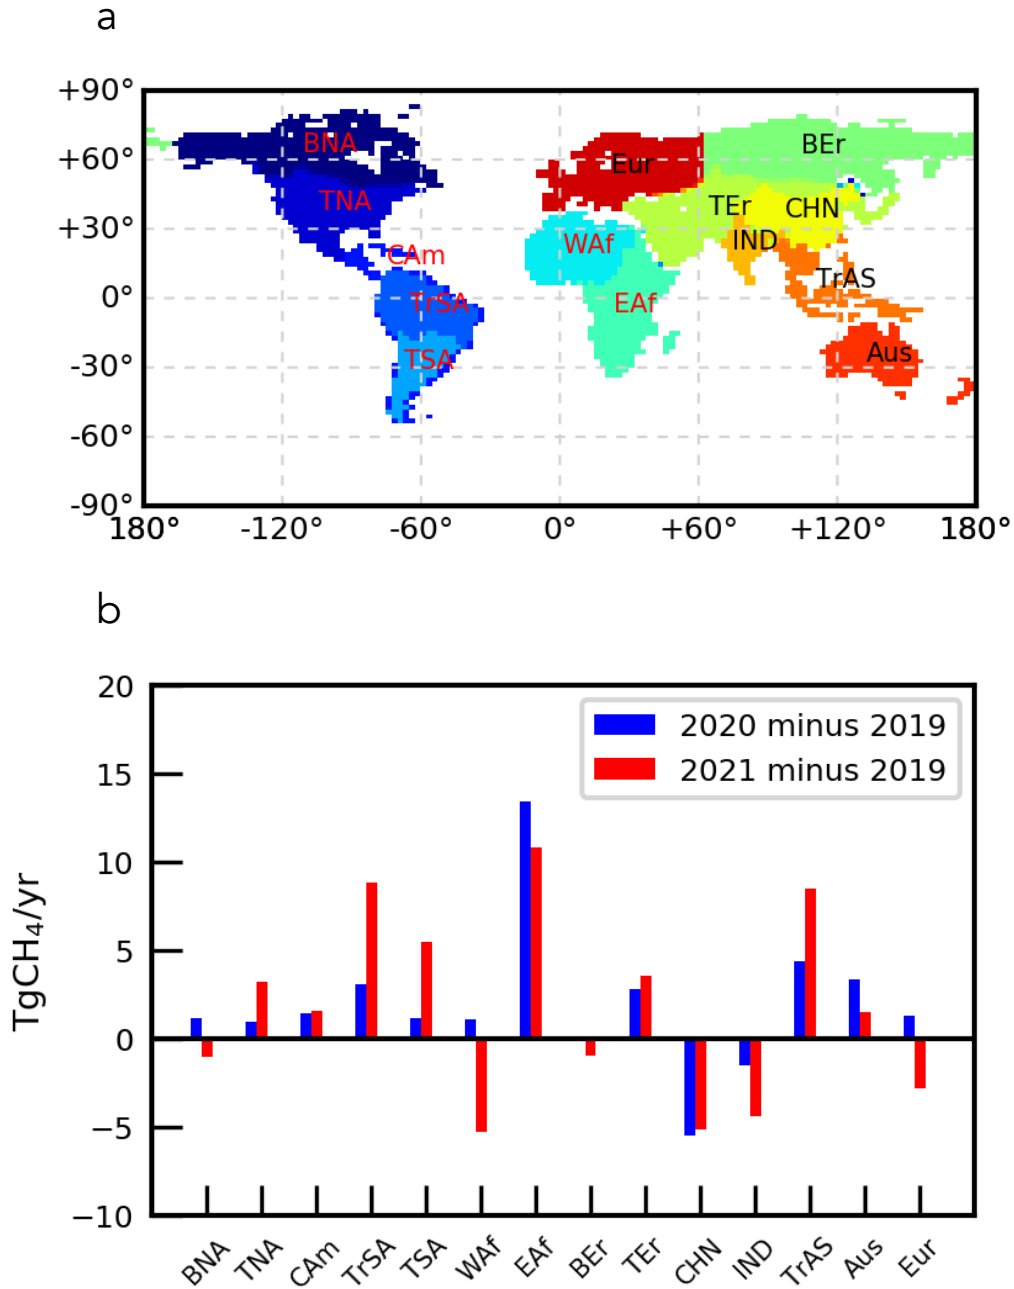 a
+90°
+60°
+30°
0°
-30°
-60°
-90°
BNA
BEr
Eur
TNA
TEr
CHN
WAf
IND
CAm
TrAS
TrSA
EAf
TSA
Aus
180°
-120°
-60°
0°
+60°
+120°
180°
b
TgCH₄/yr
20
15
10
5
0
−5
−10
2020 minus 2019
2021 minus 2019
BNA
TNA
CAm
TrSA
TSA
WAf
EAf
BEr
TEr
CHN
IND
TrAS
Aus
Eur